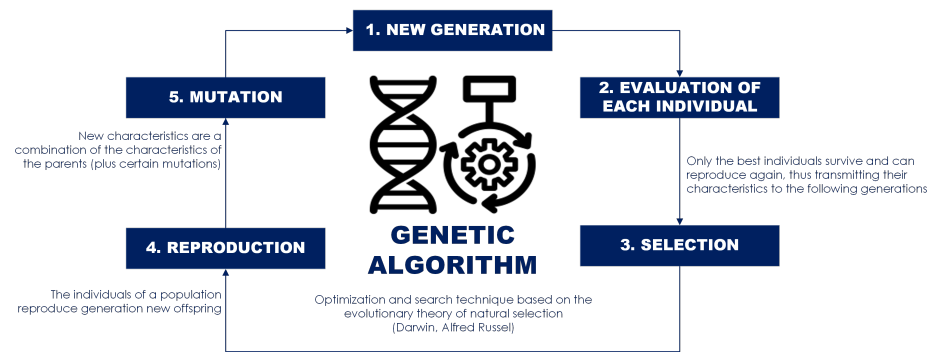 1. NEW GENERATION
2. EVALUATION OF
EACH INDIVIDUAL
Only the best individuals survive and can
reproduce again, thus transmitting their
characteristics to the following generations
3. SELECTION
4. REPRODUCTION
The individuals of a population
reproduce generation new offspring
5. MUTATION
New characteristics are a
combination of the characteristics of
the parents (plus certain mutations)
GENETIC
ALGORITHM
Optimization and search technique based on the
evolutionary theory of natural selection
(Darwin, Alfred Russel)